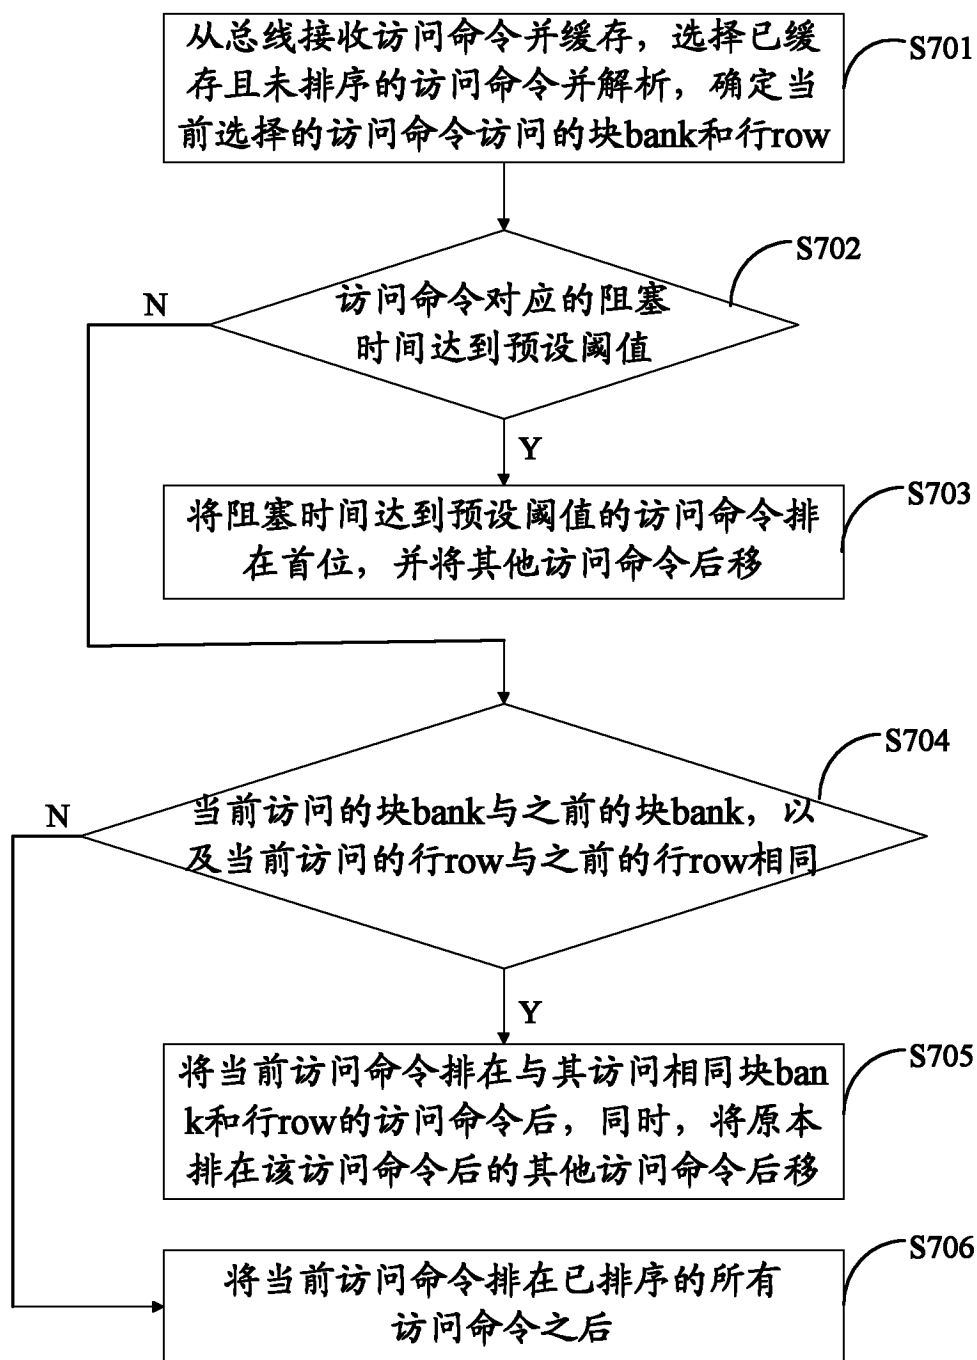 从总线接收访问命令并缓存，选择已缓
存且未排序的访问命令并解析，确定当
前选择的访问命令访问的块bank和行row
S701
S702
访问命令对应的阻塞
时间达到预设阈值
N
Y
将阻塞时间达到预设阈值的访问命令排
在首位，并将其他访问命令后移
S703
S704
当前访问的块bank与之前的块bank，以
及当前访问的行row与之前的行row相同
N
Y
将当前访问命令排在与其访问相同块ban
k和行row的访问命令后，同时，将原本
排在该访问命令后的其他访问命令后移
S705
S706
将当前访问命令排在已排序的所有
访问命令之后